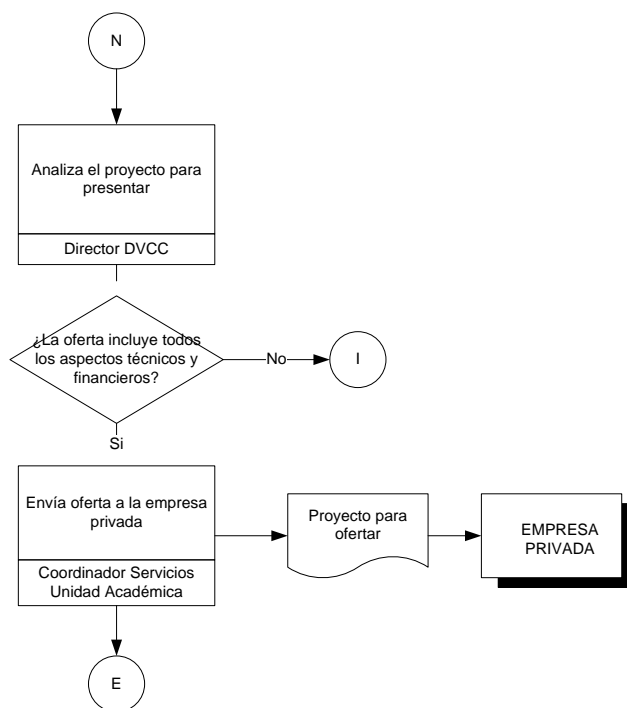 N
Analiza el proyecto para
presentar
Director DVCC
¿La oferta incluye todos
los aspectos técnicos y
financieros?
No
I
Si
Envía oferta a la empresa
privada
Coordinador Servicios
Unidad Académica
Proyecto para
ofertar
EMPRESA
PRIVADA
E